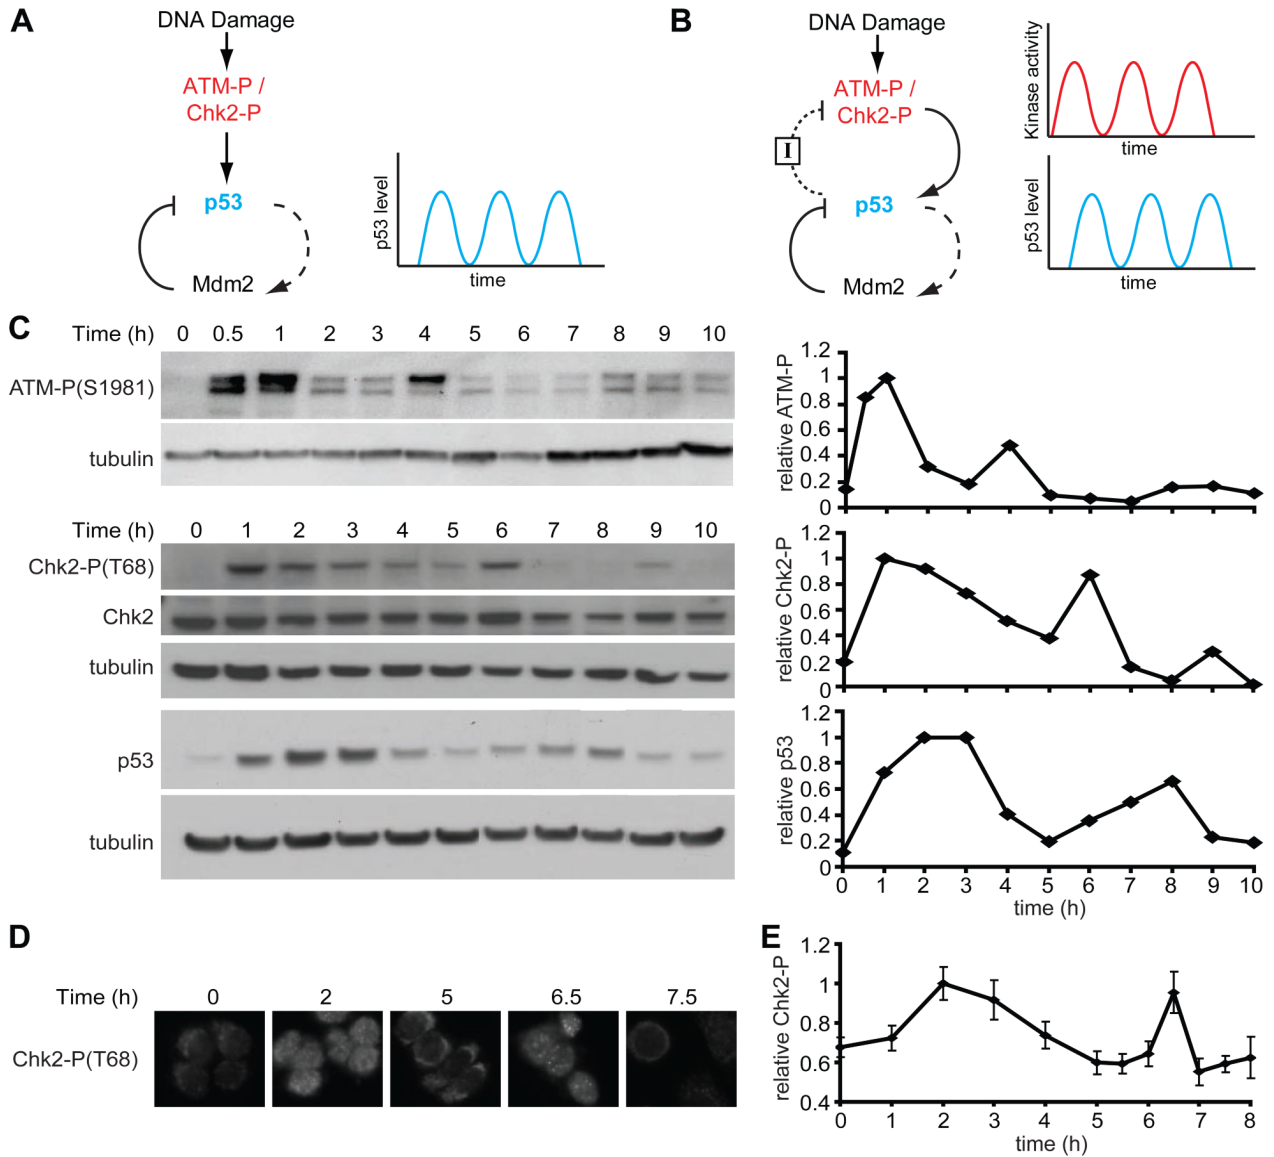 A
DNA Damage
ATM-P /
Chk2-P
p53
Mdm2
p53 level
time
B
DNA Damage
ATM-P /
Chk2-P
I
p53
Mdm2
Kinase activity
time
p53 level
time
C
Time (h) 0 0.5 1 2 3 4 5 6 7 8 9 10
ATM-P(S1981)
tubulin
Time (h) 0 1 2 3 4 5 6 7 8 9 10
Chk2-P(T68)
Chk2
tubulin
p53
tubulin
relative ATM-P
1.2
1
0.8
0.6
0.4
0.2
0
relative Chk2-P
1.2
1
0.8
0.6
0.4
0.2
0
relative p53
1.2
1
0.8
0.6
0.4
0.2
0
0 1 2 3 4 5 6 7 8 9 10
time (h)
D
Time (h) 0 2 5 6.5 7.5
Chk2-P(T68)
E
relative Chk2-P
1.2
1
0.8
0.6
0.4
0 1 2 3 4 5 6 7 8
time (h)